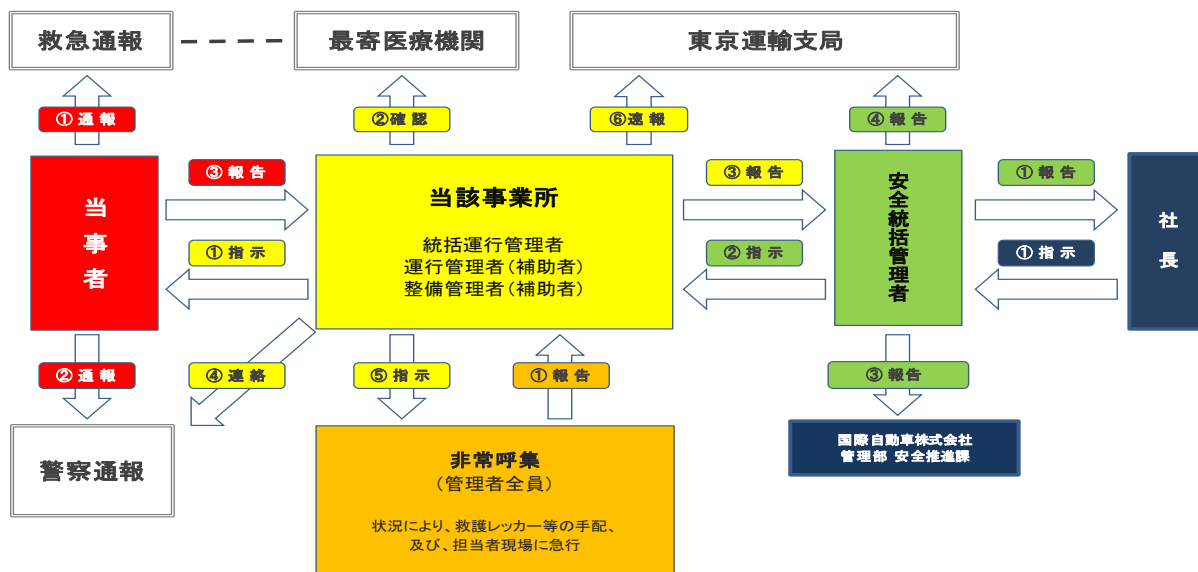 救急通報
最寄医療機関
東京運輸支局
①通報
②確認
⑥速報
④報告
当事者
③報告
①指示
当該事業所
統括運行管理者
運行管理者(補助者)
整備管理者(補助者)
③報告
②指示
安全統括管理者
①報告
①指示
社長
②通報
④連絡
⑤指示
①報告
③報告
警察通報
非常呼集
(管理者全員)
状況により、救護レッカー等の手配、
及び、担当者現場に急行
国際自動車株式会社
管理部 安全推進課